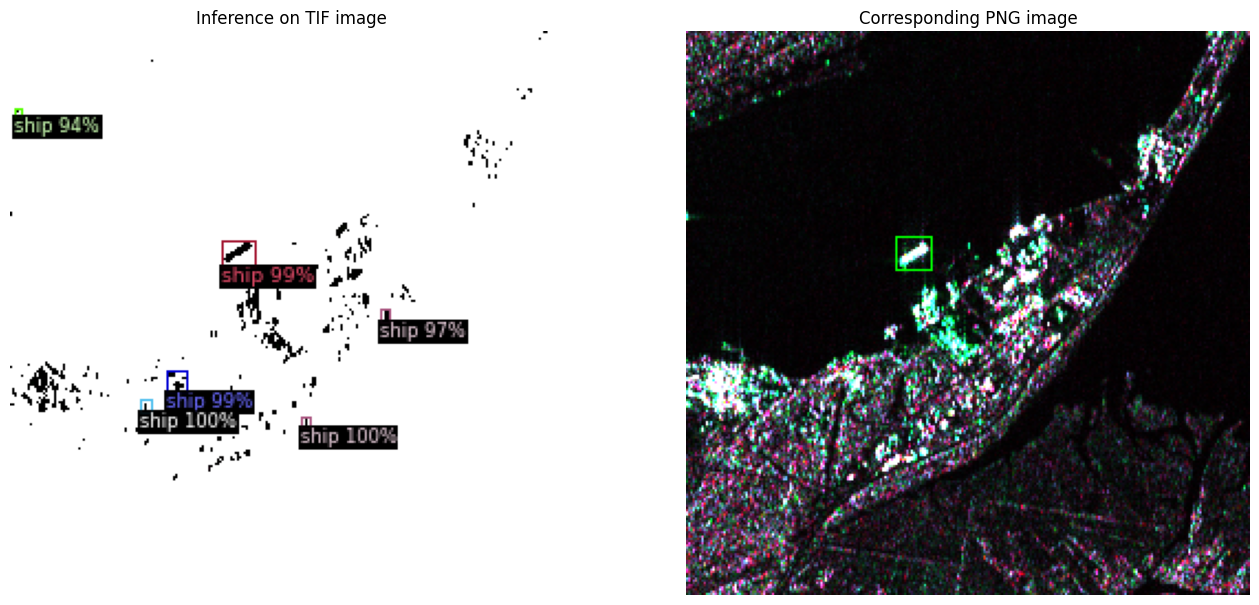 Inference on TIF image
Corresponding PNG image
ship 94%
ship 99%
ship 97%
ship 99%
ship 100%
ship 100%